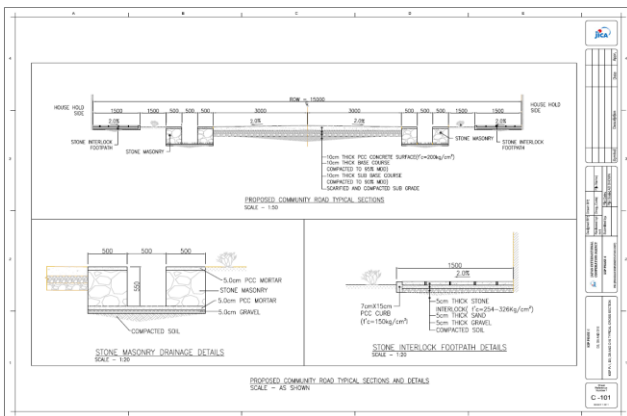 A B C D E
JICA
ROW = 15000
HOUSE HOLD
SIDE
HOUSE HOLD
SIDE
1500 1500 500 500 500 3000 3000 500 500 500 1500 1500
2.0% 2.0% 2.0%
STONE INTERLOCK
FOOTPATH
STONE MASONRY
STONE MASONRY
STONE INTERLOCK
FOOTPATH
10cm THICK PCC CONCRETE SURFACE(f'c=200kg/cm²)
10cm THICK BASE COURSE
COMPACTED TO 95% MDD)
10cm THICK SUB BASE COURSE
COMPACTED TO 90% MDD)
SCARIFIED AND COMPACTED SUB GRADE
PROPOSED COMMUNITY ROAD TYPICAL SECTIONS
SCALE - 1:50
500 500 500
550
5.0cm PCC MORTAR
STONE MASONRY
5.0cm PCC MORTAR
5.0cm GRAVEL
COMPACTED SOIL
STONE MASONRY DRAINAGE DETAILS
SCALE - 1:20
1500
2.0%
7cmX15cm
PCC CURB
(f'c=150kg/cm²)
5cm THICK STONE
INTERLOCK( f'c=254-326Kg/cm²)
5cm THICK SAND
5cm THICK GRAVEL
COMPACTED SOIL
STONE INTERLOCK FOOTPATH DETAILS
SCALE - 1:20
PROPOSED COMMUNITY ROAD TYPICAL SECTIONS AND DETAILS
SCALE - AS SHOWN
C -101